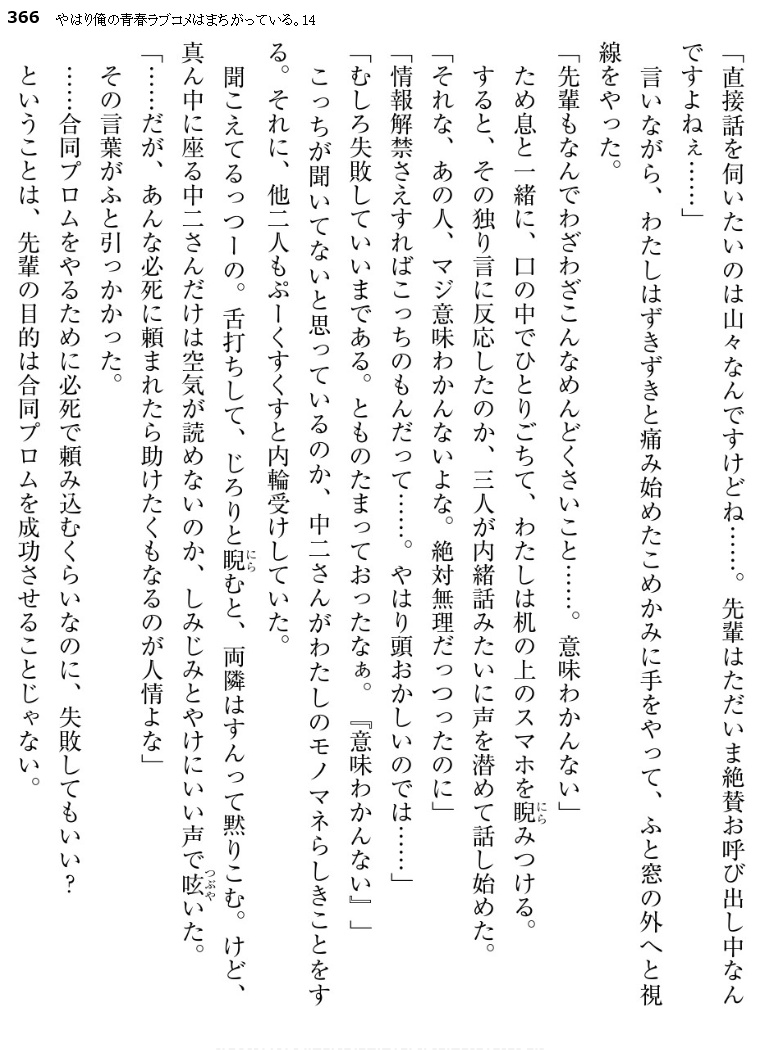 366 やはり俺の青春ラブコメはまちがっている。14
「直接話を伺いたいのは山々なんですけどね……。先輩はただいま絶賛お呼び出し中なん
ですよねぇ……」
言いながら、わたしはずきずきと痛み始めたこめかみに手をやって、ふと窓の外へと視
線をやった。
「先輩もなんでわざわざこんなめんどくさいこと……。意味わかんない」
ため息と一緒に、口の中でひとりごちて、わたしは机の上のスマホを睨みつける。
すると、その独り言に反応したのか、三人が内緒話みたいに声を潜めて話し始めた。
「それな、あの人、マジ意味わかんないよな。絶対無理だっつったのに」
「情報解禁さえすればこっちのもんだって……。やはり頭おかしいのでは……」
「むしろ失敗していいまである。とものたまっておったなぁ。『意味わかんない』」
こっちが聞いてないと思っているのか、中二さんがわたしのモノマネらしきことをす
る。それに、他二人もぷーくすくすと内輪受けしていた。
聞こえてるっつーの。舌打ちして、じろりと睨むと、両隣はすんって黙りこむ。けど、
真ん中に座る中二さんだけは空気が読めないのか、しみじみとやけにいい声で呟いた。
「……だが、あんな必死に頼まれたら助けたくもなるのが人情よな」
その言葉がふと引っかかった。
……合同プロムをやるために必死で頼み込むくらいなのに、失敗してもいい？
ということは、先輩の目的は合同プロムを成功させることじゃない。
にら
にら
つぶや